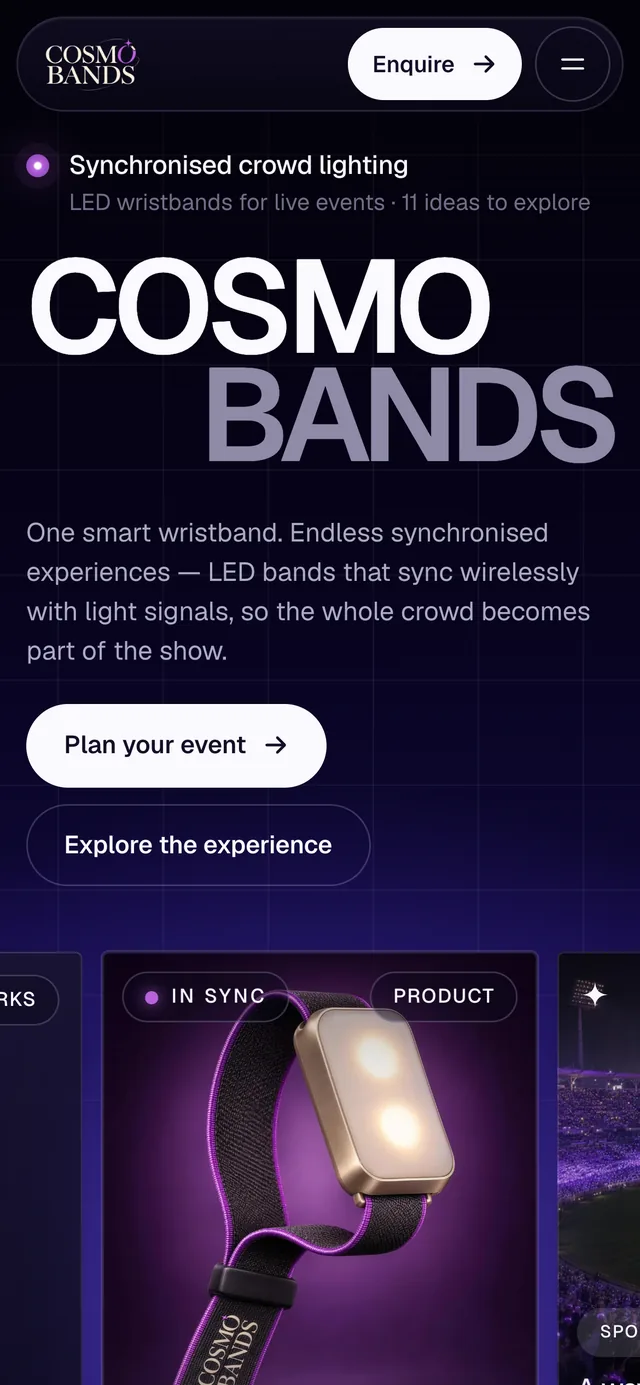 COSMO
BANDS
Enquire →
Synchronised crowd lighting
LED wristbands for live events · 11 ideas to explore
COSMO
BANDS
One smart wristband. Endless synchronised
experiences — LED bands that sync wirelessly
with light signals, so the whole crowd becomes
part of the show.
Plan your event →
Explore the experience
RKS
IN SYNC
PRODUCT
COSMO
BANDS
SPO